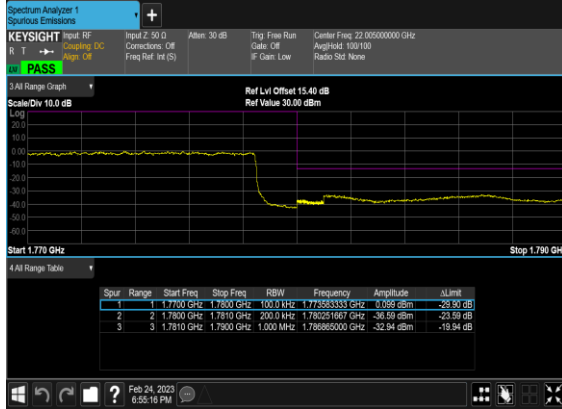 Spectrum Analyzer 1
Spurious Emissions
+
KEYSIGHT Input: RF Input Z: 50 Ω Atten: 30 dB Trig: Free Run Center Freq: 22.005000000 GHz
R T Coupling: DC Corrections: Off Gate: Off Avg|Hold: 100/100
Align: Off Freq Ref: Int (S) IF Gain: Low Radio Std: None
PASS
3 All Range Graph Ref Lvl Offset 15.40 dB
Scale/Div 10.0 dB Ref Value 30.00 dBm
Log
20.0
10.0
0.00
-10.0
-20.0
-30.0
-40.0
-50.0
-60.0
Start 1.770 GHz Stop 1.790 GH
4 All Range Table
Spur Range Start Freq Stop Freq RBW Frequency Amplitude ΔLimit
1 1 1.7700 GHz 1.7800 GHz 100.0 kHz 1.773583333 GHz 0.099 dBm -29.90 dB
2 2 1.7800 GHz 1.7810 GHz 200.0 kHz 1.780251667 GHz -36.59 dBm -23.59 dB
3 3 1.7810 GHz 1.7900 GHz 1.000 MHz 1.786865000 GHz -32.94 dBm -19.94 dB
? Feb 24, 2023
6:55:16 PM